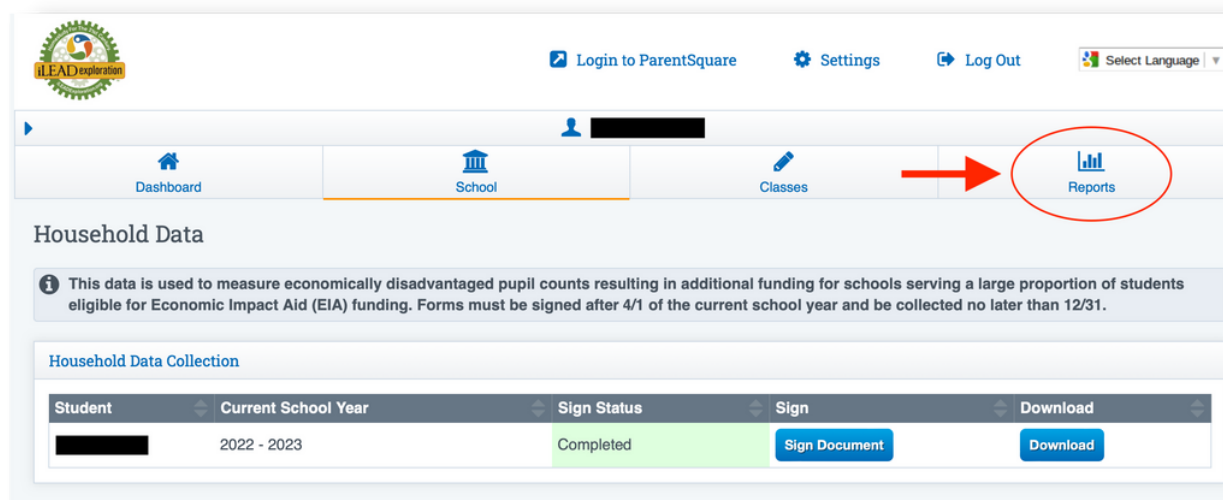 iLEAD exploration
Login to ParentSquare
Settings
Log Out
Select Language
Dashboard
School
Classes
Reports
Household Data
This data is used to measure economically disadvantaged pupil counts resulting in additional funding for schools serving a large proportion of students
eligible for Economic Impact Aid (EIA) funding. Forms must be signed after 4/1 of the current school year and be collected no later than 12/31.
Household Data Collection
Student Current School Year Sign Status Sign Download
2022 - 2023 Completed Sign Document Download